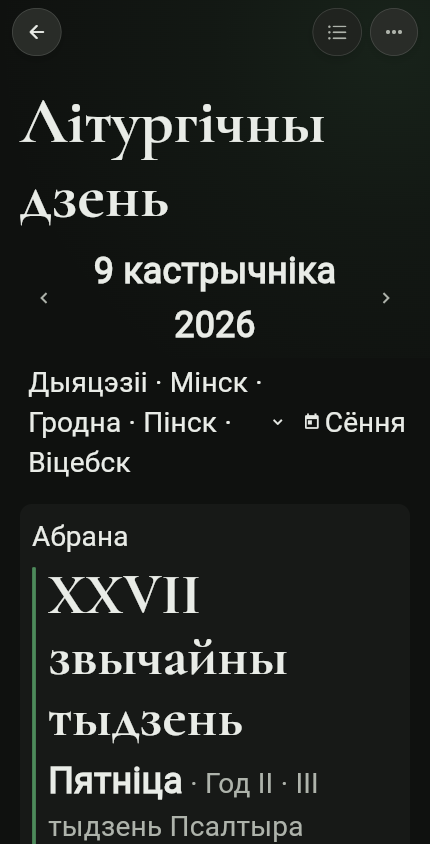 Літургічны
дзень
9 кастрычніка
2026
Дыяцэзіі · Мінск ·
Гродна · Пінск ·
Віцебск
Сёння
Абрана
XXVII
звычайны
тыдзень
Пятніца · Год II · III
тыдзень Псалтыра